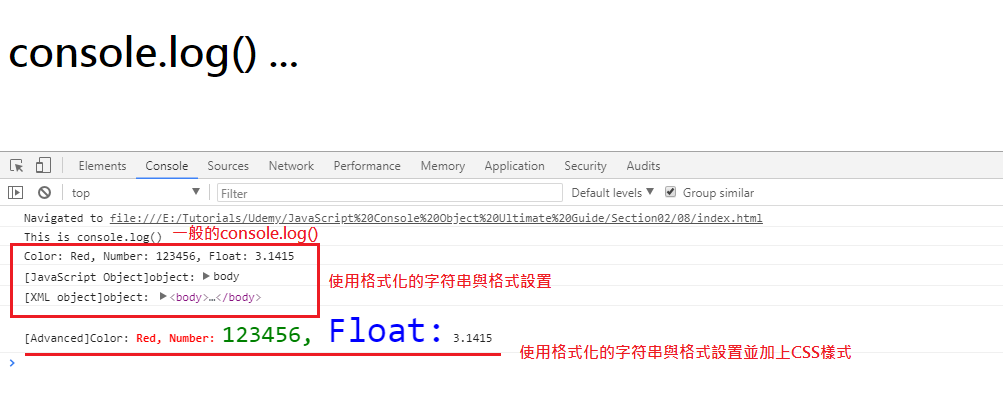 console.log() ...
Elements Console Sources Network Performance Memory Application Security Audits
top Filter Default levels Group similar
Navigated to file:///E:/Tutorials/Udemy/JavaScript%20Console%20Object%20Ultimate%20Guide/Section02/08/index.html
This is console.log() 一般的console.log()
Color: Red, Number: 123456, Float: 3.1415
[JavaScript Object]object: ▶body
使用格式化的字符串與格式設置
[XML object]object: ▶<body>…</body>
[Advanced]Color: Red, Number: 123456, Float: 3.1415
使用格式化的字符串與格式設置並加上CSS樣式